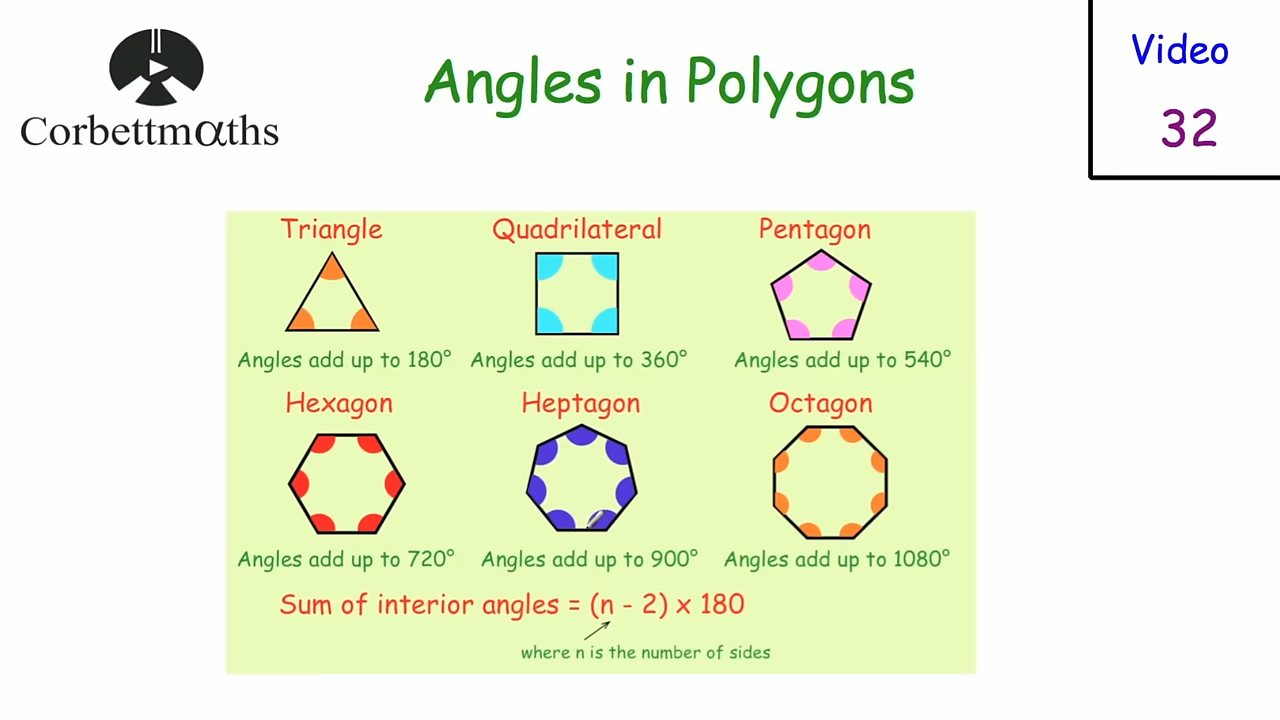 Corbettmαths
Angles in Polygons
Video
32
Triangle
Quadrilateral
Pentagon
Angles add up to 180°
Angles add up to 360°
Angles add up to 540°
Hexagon
Heptagon
Octagon
Angles add up to 720°
Angles add up to 900°
Angles add up to 1080°
Sum of interior angles = (n - 2) x 180
where n is the number of sides